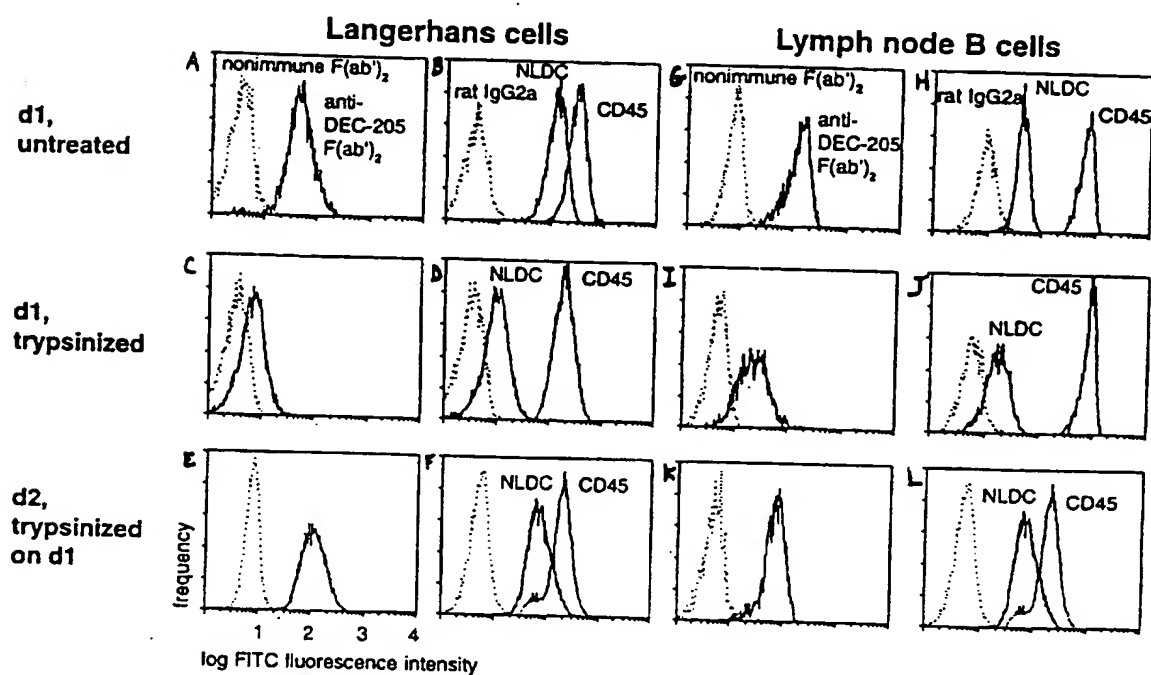 Langerhans cells
Lymph node B cells
d1,
untreated
A
nonimmune F(ab')₂
anti-
DEC-205
F(ab')₂
B
NLDC
rat IgG2a
CD45
G
nonimmune F(ab')₂
anti-
DEC-205
F(ab')₂
H
rat IgG2a
NLDC
CD45
d1,
trypsinized
C
D
NLDC
CD45
I
J
CD45
NLDC
d2,
trypsinized
on d1
E
frequency
1 2 3 4
log FITC fluorescence intensity
F
NLDC
CD45
K
L
NLDC
CD45